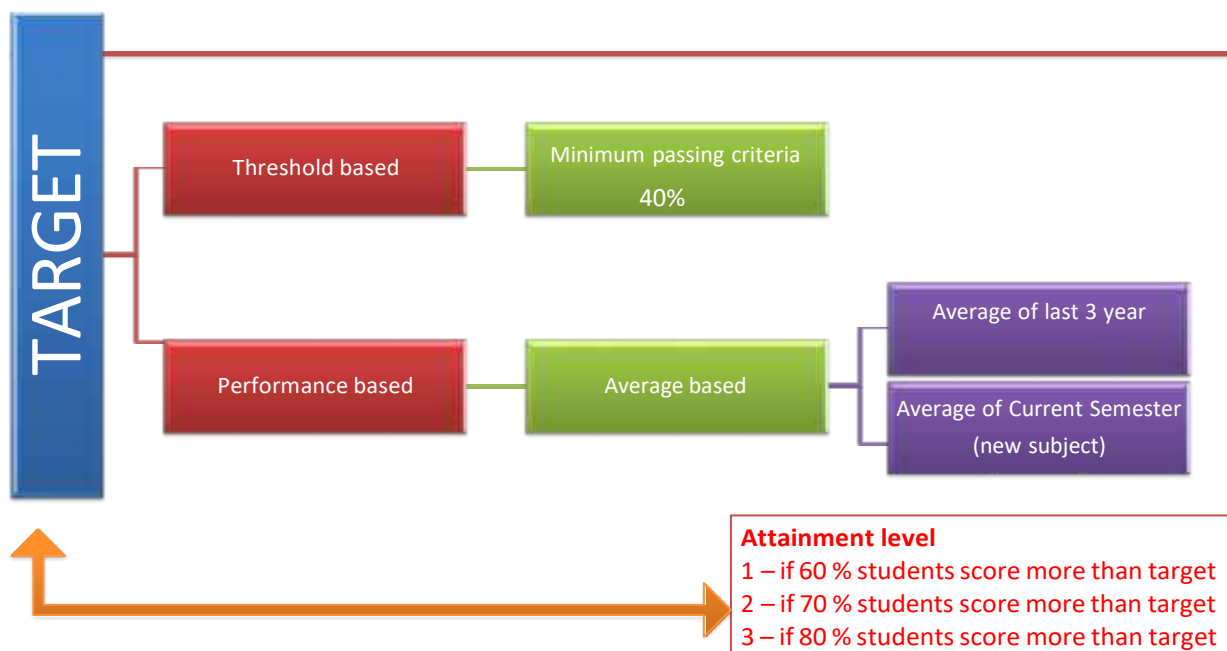 TARGET
Threshold based
Minimum passing criteria
40%
Performance based
Average based
Average of last 3 year
Average of Current Semester
(new subject)
Attainment level
1 – if 60 % students score more than target
2 – if 70 % students score more than target
3 – if 80 % students score more than target